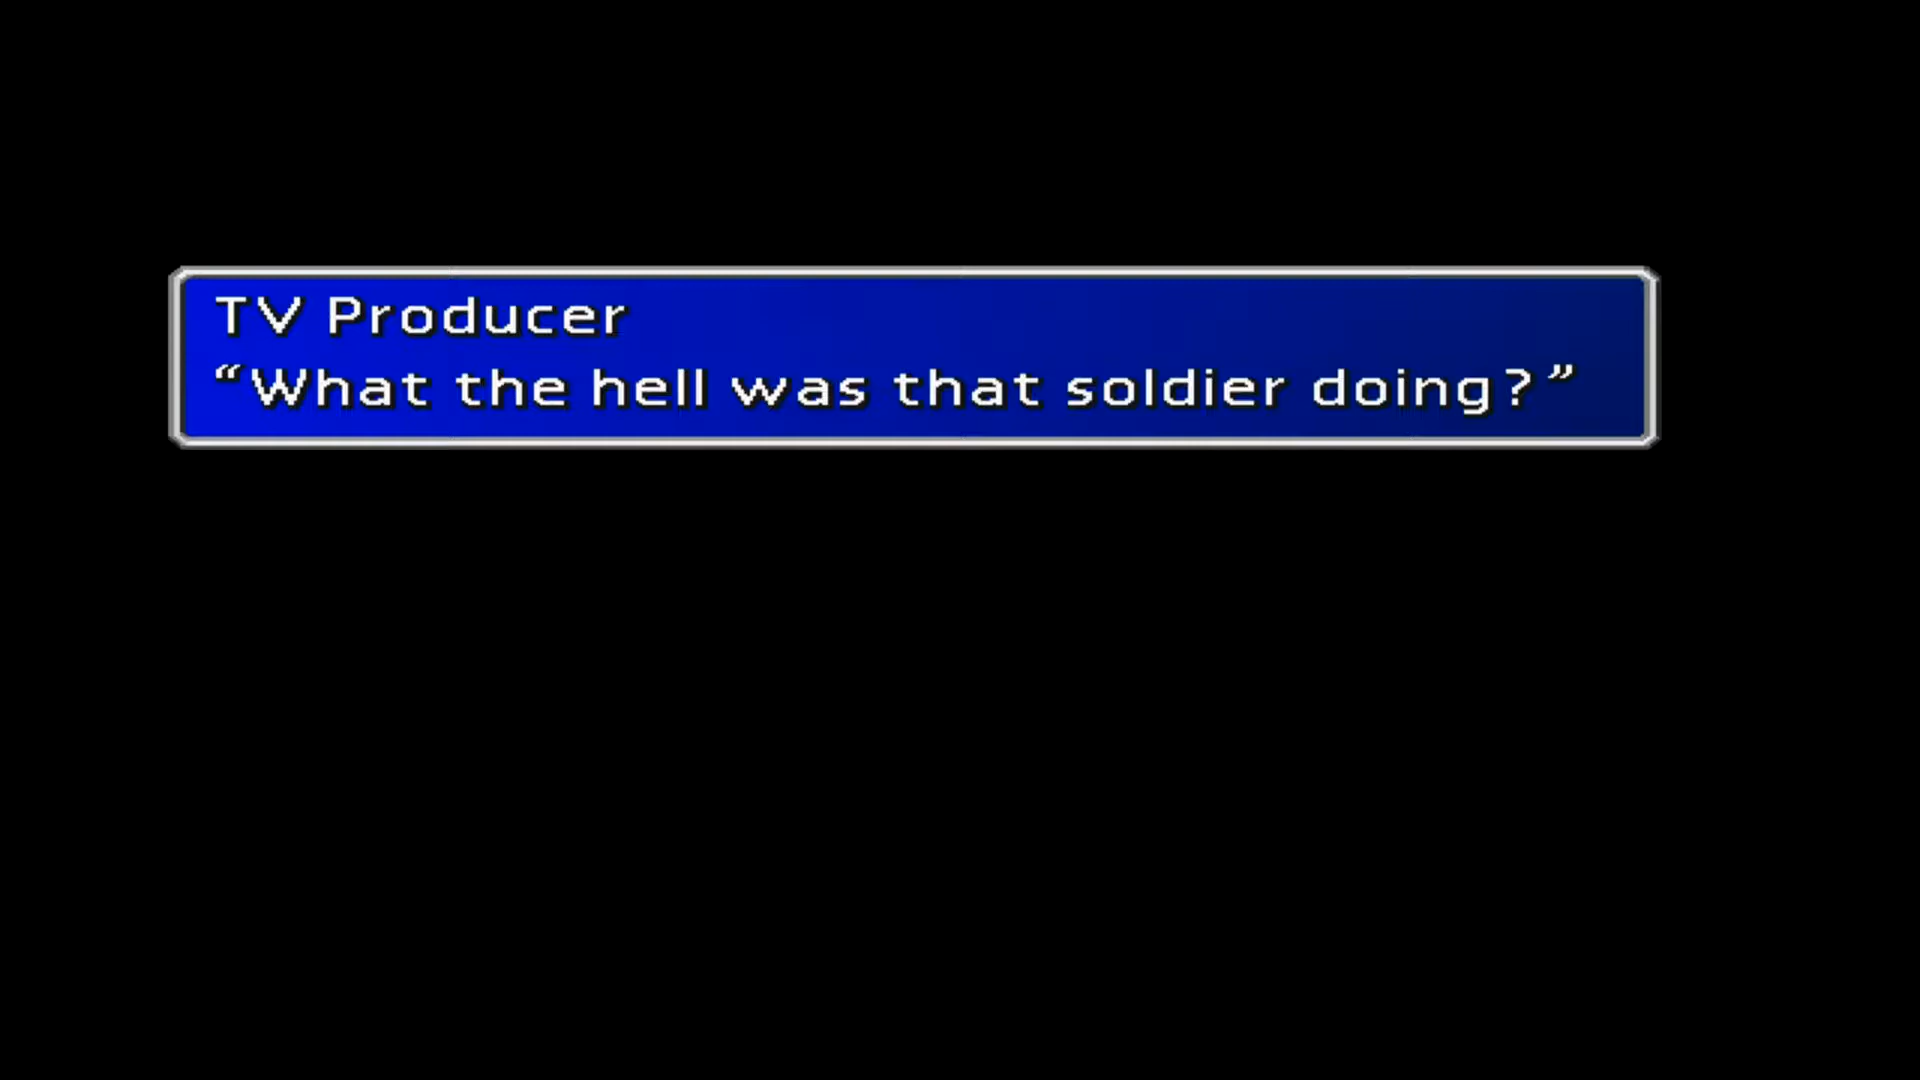 TV Producer
“What the hell was that soldier doing?”